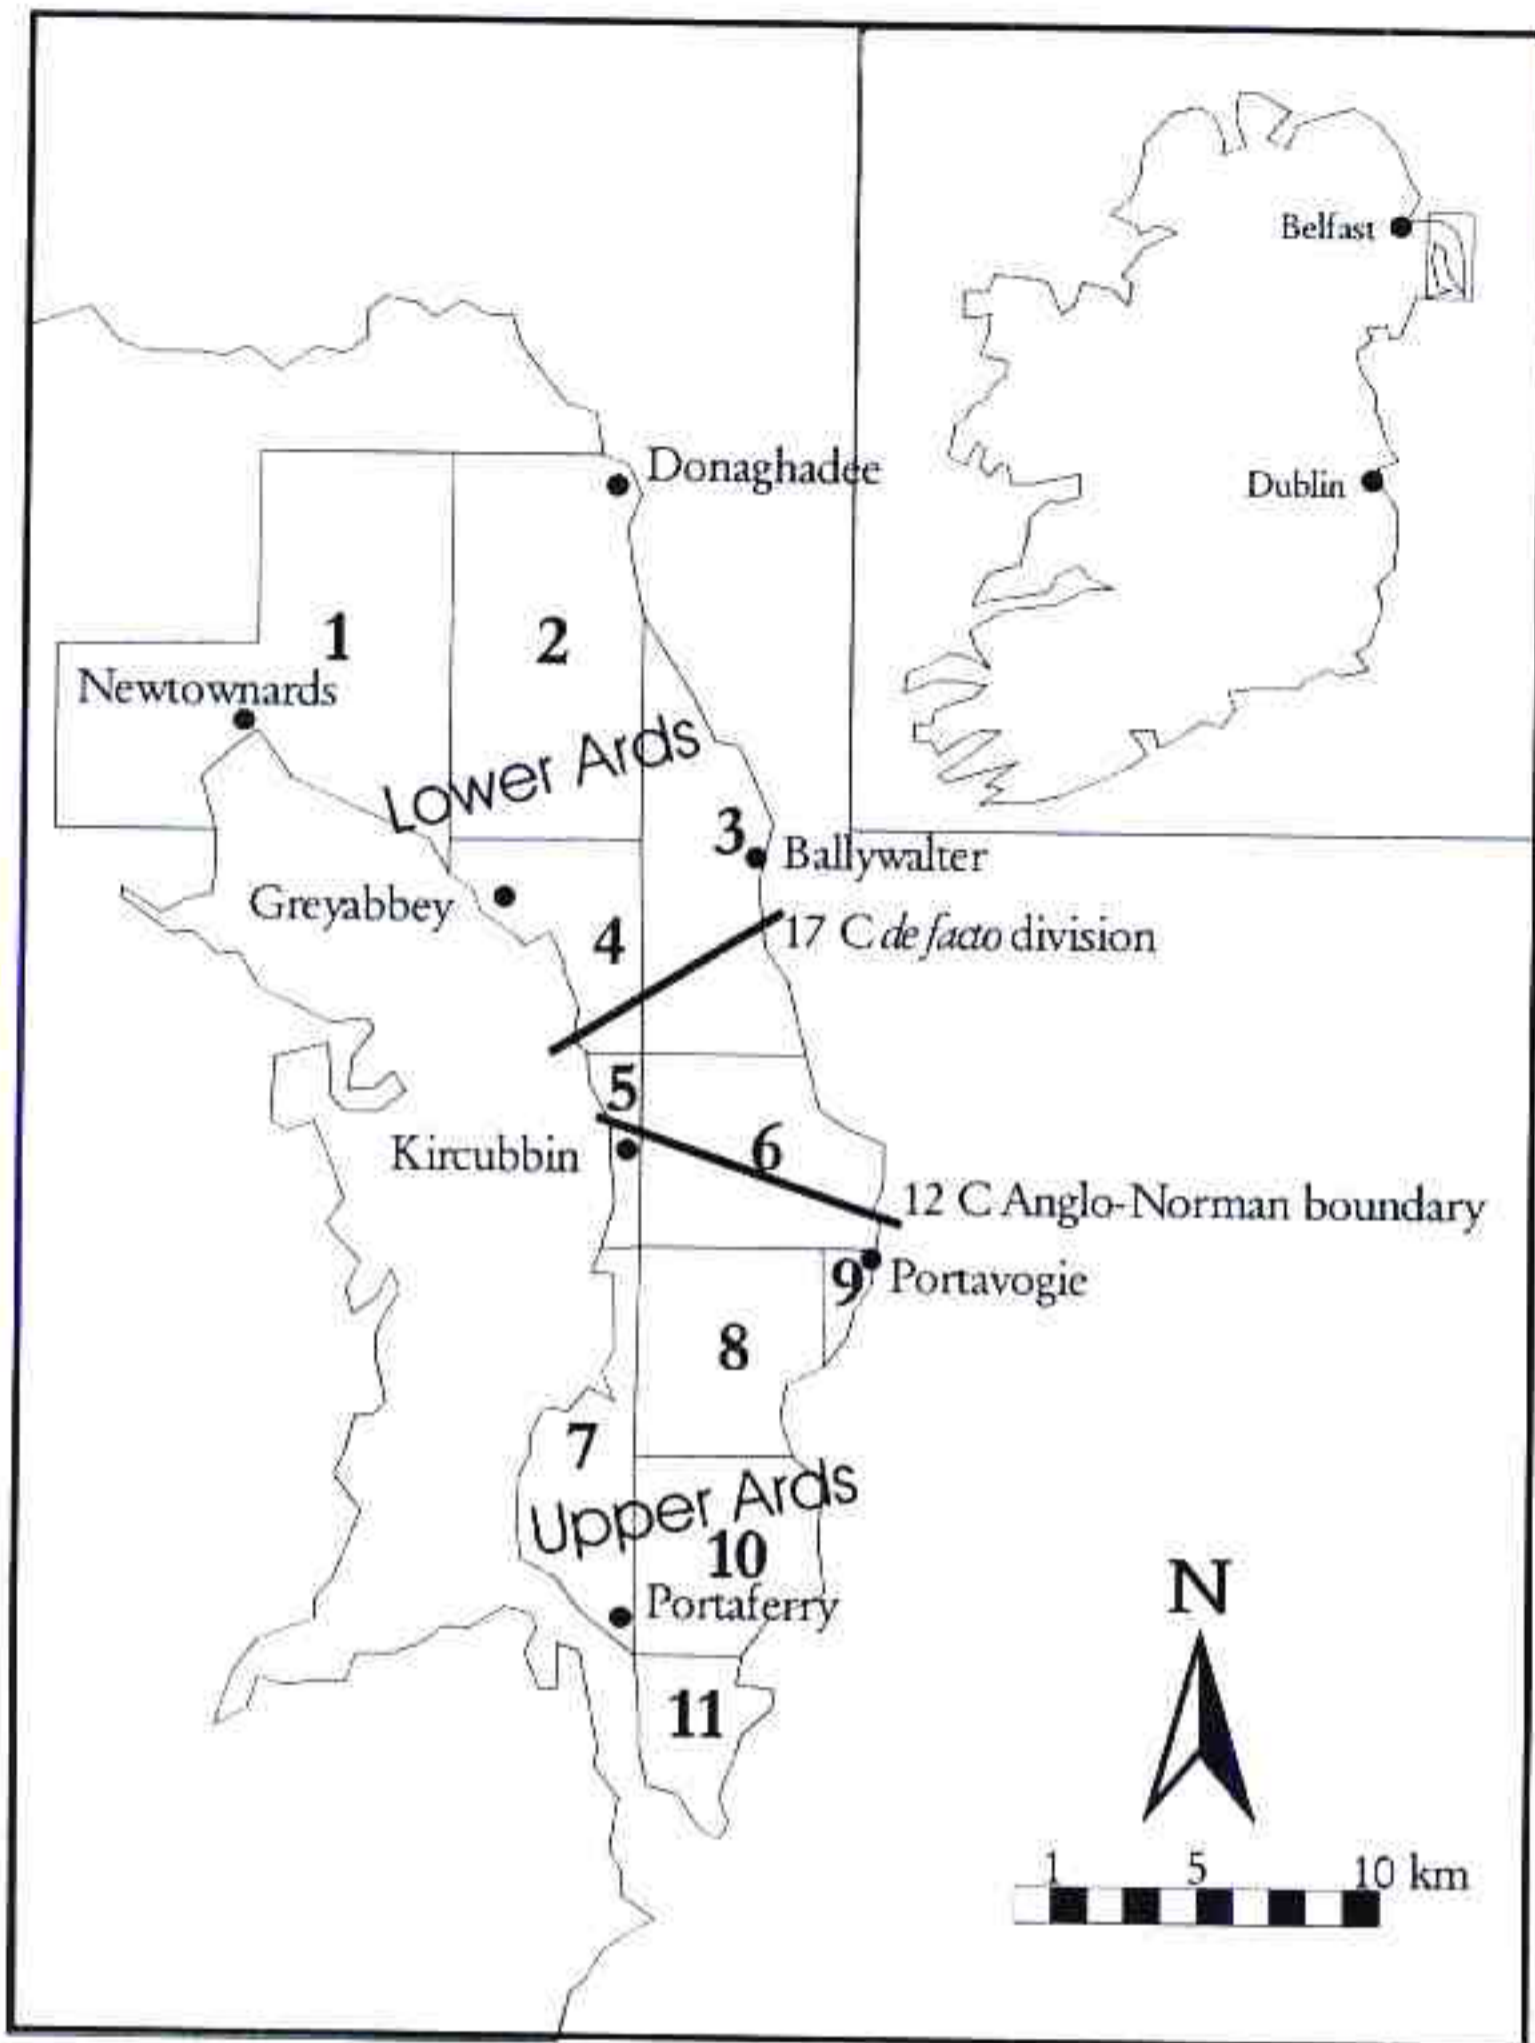 Belfast
Dublin
Donaghadee
1
2
Newtownards
Lower Ards
3
Ballywalter
Greyabbey
4
17 C de facto division
5
Kircubbin
6
12 C Anglo-Norman boundary
9
Portavogie
8
7
Upper Ards
10
Portaferry
11
N
1 5 10 km